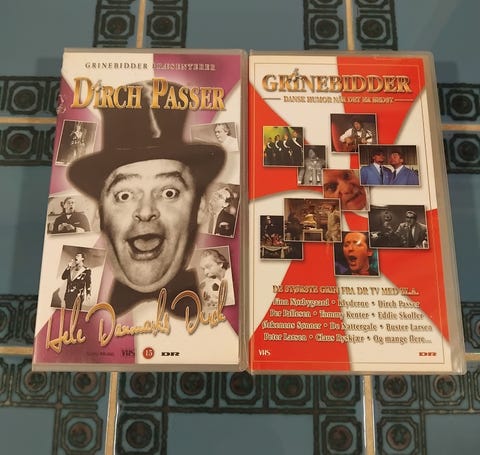 GRINEBIDDER PRÆSENTERER
DIRCH PASSER
Hele Danmarks Dirch
VHS
15
DR
GRINEBIDDER
DANSK HUMOR NÅR DET ER BEDST
DE STØRSTE GRIN FRA DR TV MED BL.A.
Finn Nørbygaard · Klyderne · Dirch Passer
Per Pallesen · Tommy Kenter · Eddie Skoller
Ørkenens Sønner · De Nattergale · Buster Larsen
Peter Larsen · Claus Ryskjær · Og mange flere...
VHS
DR